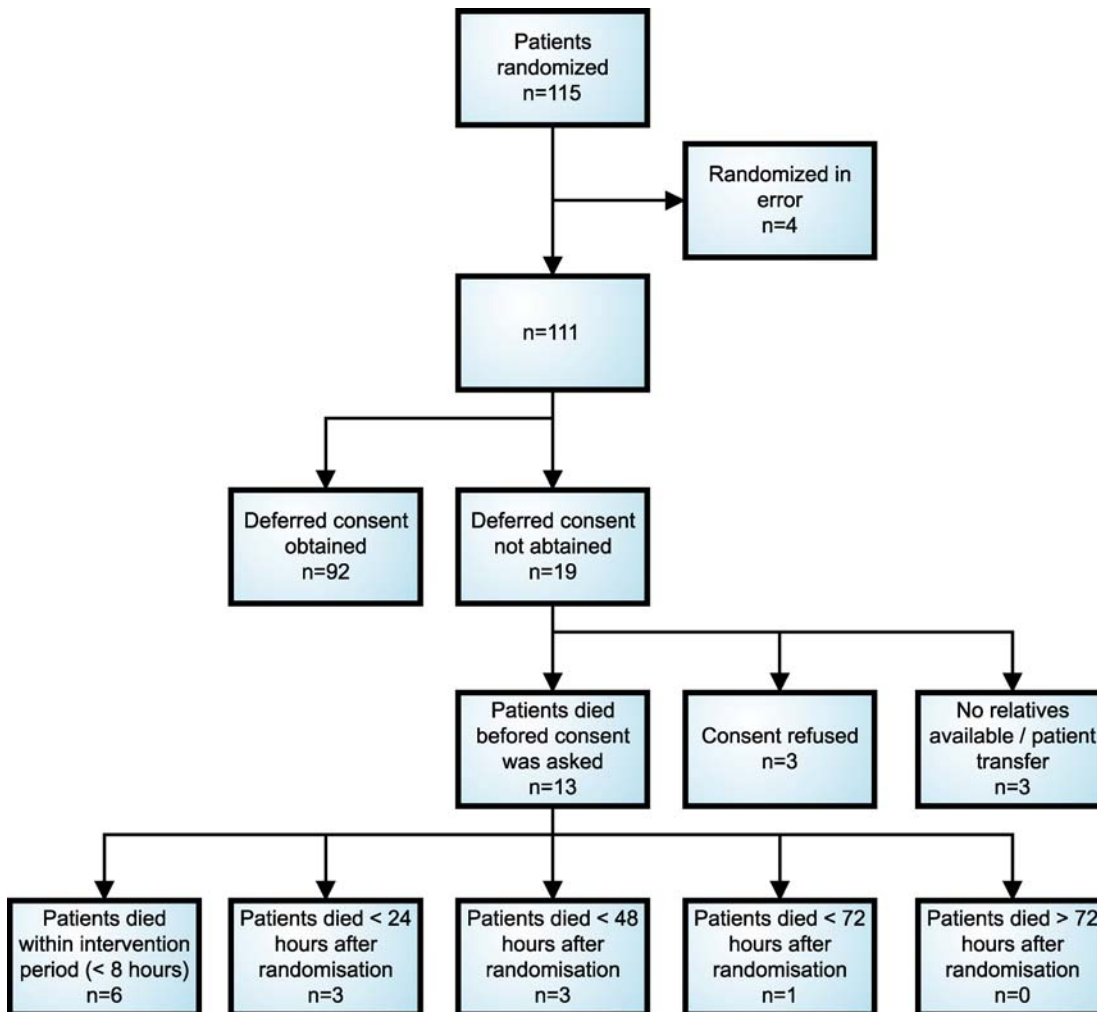 Patients
randomized
n=115
Randomized in
error
n=4
n=111
Deferred consent
obtained
n=92
Deferred consent
not abtained
n=19
Patients died
befored consent
was asked
n=13
Consent refused
n=3
No relatives
available / patient
transfer
n=3
Patients died
within intervention
period (< 8 hours)
n=6
Patients died < 24
hours after
randomisation
n=3
Patients died < 48
hours after
randomisation
n=3
Patients died < 72
hours after
randomisation
n=1
Patients died > 72
hours after
randomisation
n=0